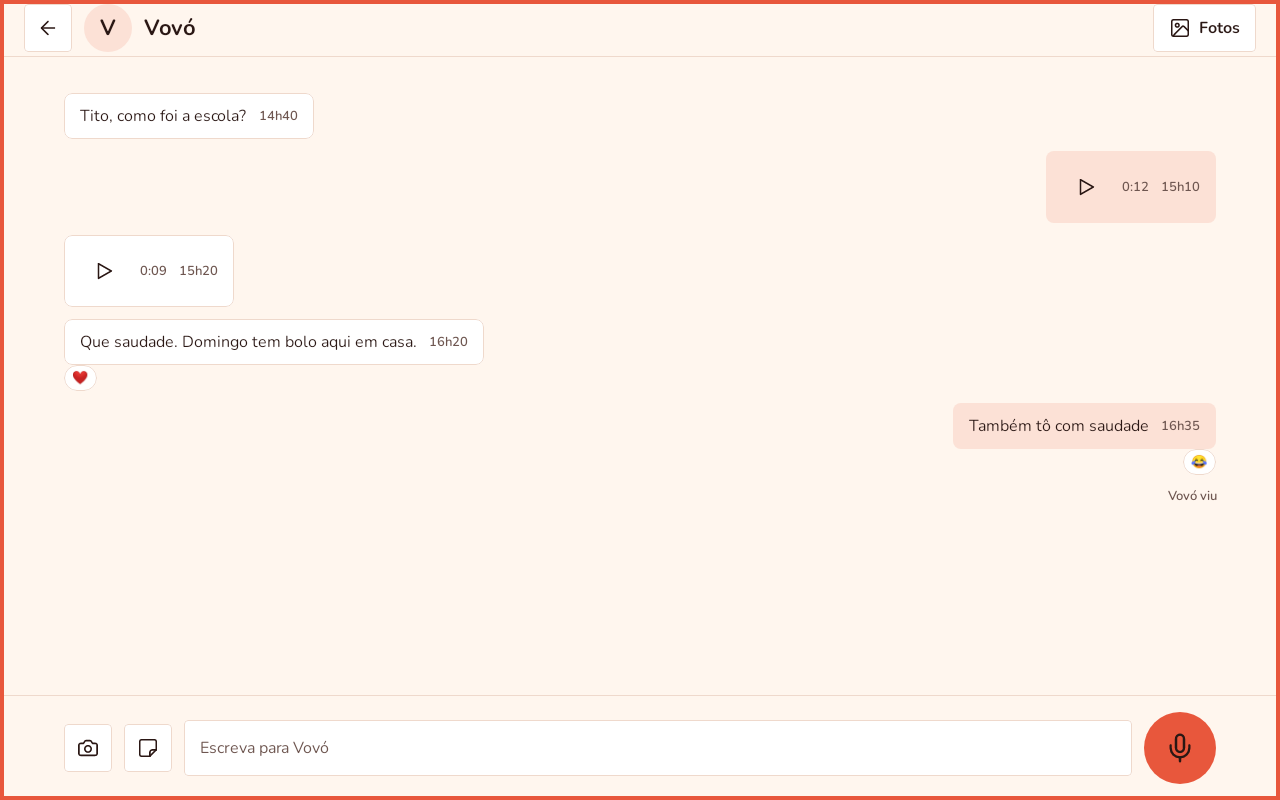 V Vovó
Fotos
Tito, como foi a escola? 14h40
0:12 15h10
0:09 15h20
Que saudade. Domingo tem bolo aqui em casa. 16h20
Também tô com saudade 16h35
Vovó viu
Escreva para Vovó